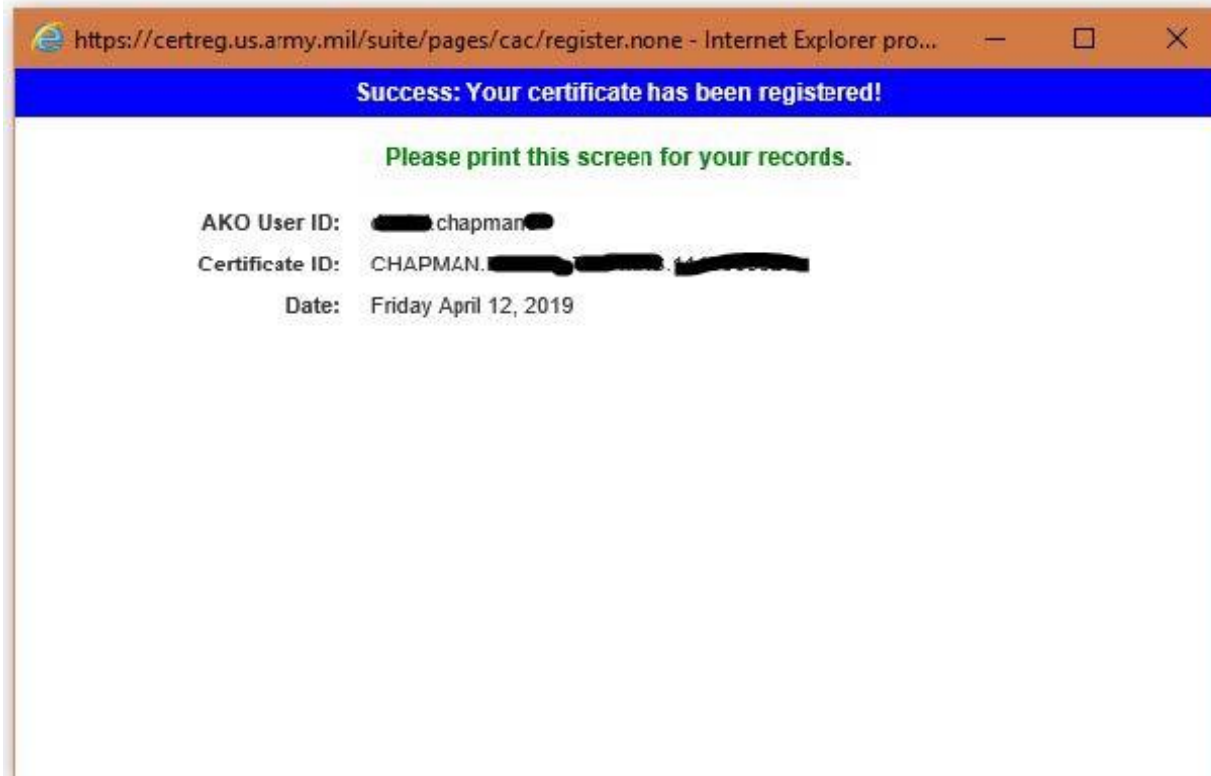 https://certreg.us.army.mil/suite/pages/cac/register.none - Internet Explorer pro...
Success: Your certificate has been registered!
Please print this screen for your records.
AKO User ID: .chapman
Certificate ID: CHAPMAN.
Date: Friday April 12, 2019